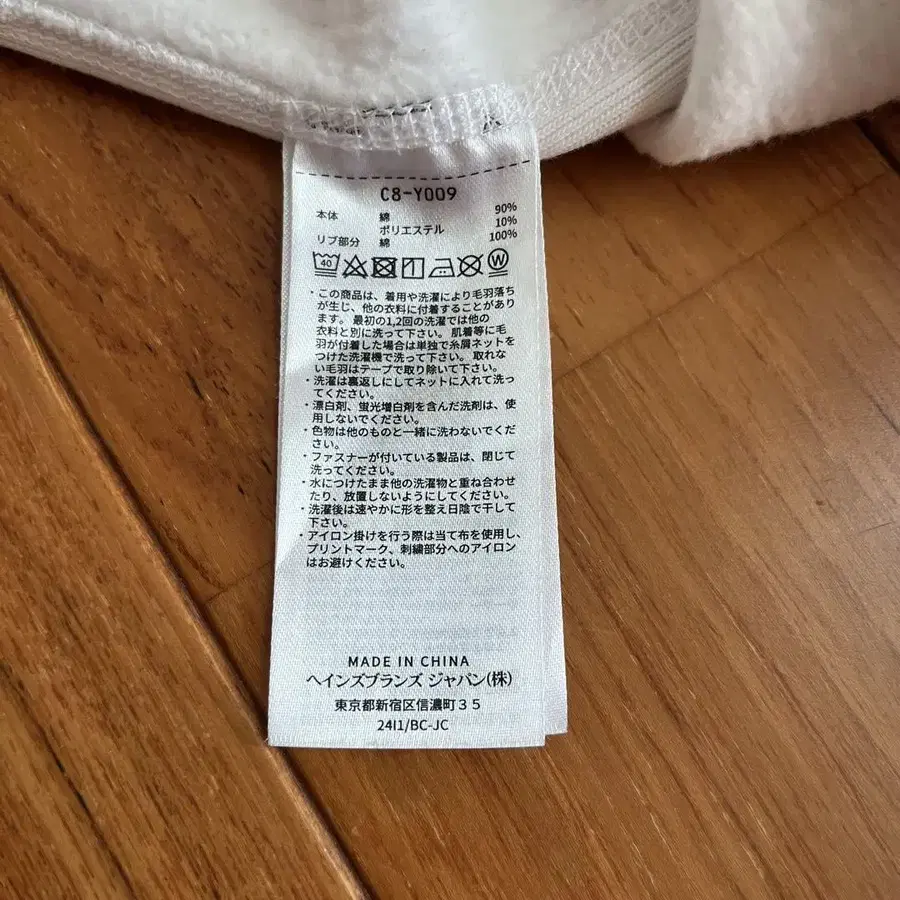 C8-Y009
本体 綿 90%
ポリエステル 10%
リブ部分 綿 100%
40 W
・この商品は、着用や洗濯により毛羽落ち
が生じ、他の衣料に付着することがあり
ます。 最初の1,2回の洗濯では他の
衣料と別に洗って下さい。 肌着等に毛
羽が付着した場合は単独で糸屑ネットを
つけた洗濯機で洗って下さい。 取れな
い毛羽はテープで取り除いて下さい。
・洗濯は裏返しにしてネットに入れて洗っ
てください。
・漂白剤、蛍光増白剤を含んだ洗剤は、使
用しないでください。
・色物は他のものと一緒に洗わないでくだ
さい。
・ファスナーが付いている製品は、閉じて
洗ってください。
・水につけたまま他の洗濯物と重ね合わせ
たり、放置しないようにしてください。
・洗濯後は速やかに形を整え日陰で干して
下さい。
・アイロン掛けを行う際は当て布を使用し、
プリントマーク、刺繍部分へのアイロン
はお避けください。
MADE IN CHINA
ヘインズブランズ ジャパン(株)
東京都新宿区信濃町35
24I1/BC-JC